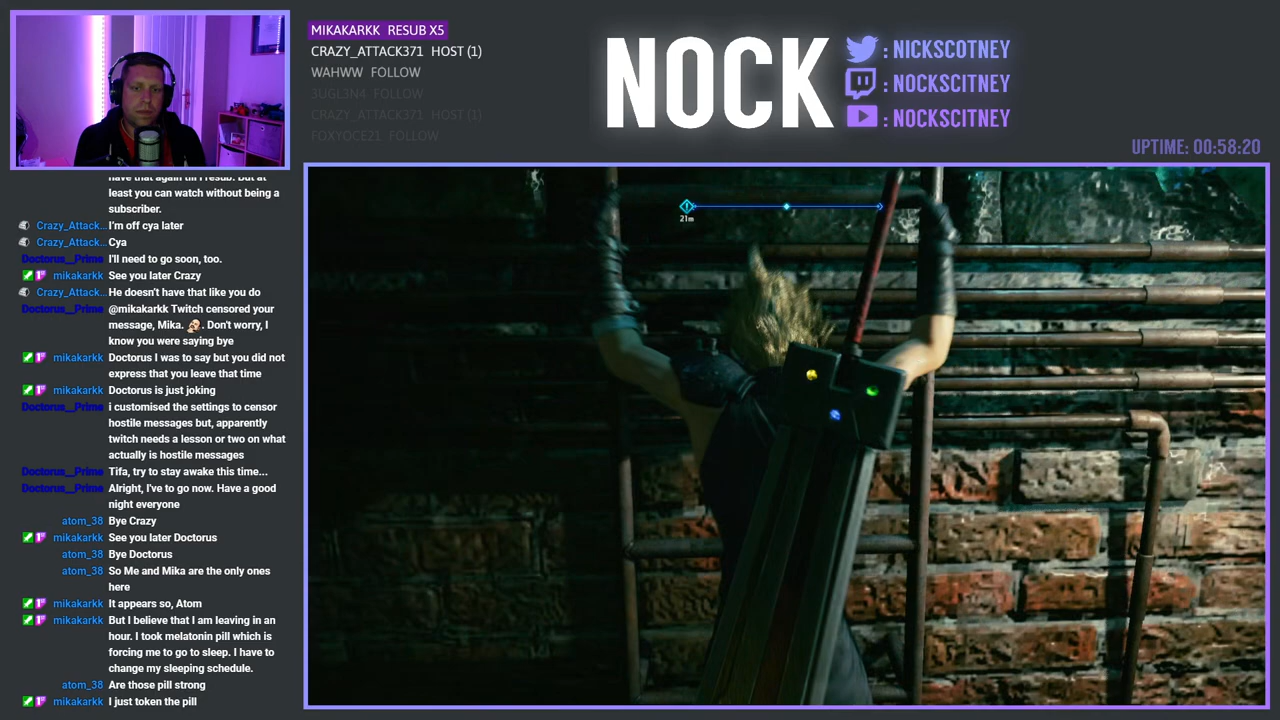 MIKAKARKK RESUB X5
CRAZY_ATTACK371 HOST (1)
WAHWW FOLLOW
3UGL3N4 FOLLOW
CRAZY_ATTACK371 HOST (1)
FOXYOCE21 FOLLOW
NOCK
: NICKSCOTNEY
: NOCKSCITNEY
: NOCKSCITNEY
UPTIME: 00:58:20
21m
have that again till I resub. But at
least you can watch without being a
subscriber.
Crazy_Attack... I'm off cya later
Crazy_Attack... Cya
Doctorus__Prime I'll need to go soon, too.
mikakarkk See you later Crazy
Crazy_Attack... He doesn't have that like you do
Doctorus__Prime @mikakarkk Twitch censored your
message, Mika. . Don't worry, I
know you were saying bye
mikakarkk Doctorus I was to say but you did not
express that you leave that time
mikakarkk Doctorus is just joking
Doctorus__Prime i customised the settings to censor
hostile messages but, apparently
twitch needs a lesson or two on what
actually is hostile messages
Doctorus__Prime Tifa, try to stay awake this time...
Doctorus__Prime Alright, I've to go now. Have a good
night everyone
atom_38 Bye Crazy
mikakarkk See you later Doctorus
atom_38 Bye Doctorus
atom_38 So Me and Mika are the only ones
here
mikakarkk It appears so, Atom
mikakarkk But I believe that I am leaving in an
hour. I took melatonin pill which is
forcing me to go to sleep. I have to
change my sleeping schedule.
atom_38 Are those pill strong
mikakarkk I just token the pill